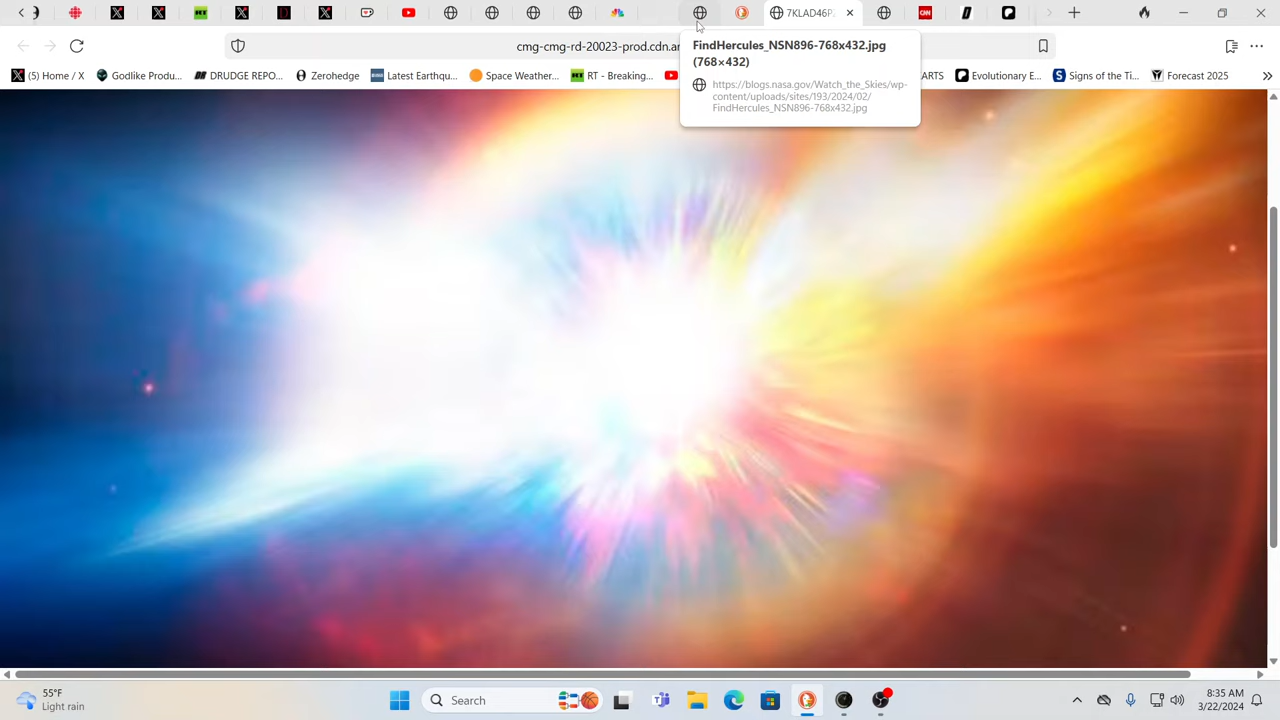 7KLAD46P
cmg-cmg-rd-20023-prod.cdn.ar
FindHercules_NSN896-768x432.jpg
(768×432)
https://blogs.nasa.gov/Watch_the_Skies/wp-
content/uploads/sites/193/2024/02/
FindHercules_NSN896-768x432.jpg
(5) Home / X
Godlike Produ...
DRUDGE REPO...
Zerohedge
Latest Earthqu...
Space Weather...
RT - Breaking...
ARTS
Evolutionary E...
Signs of the Ti...
Forecast 2025
55°F
Light rain
Search
8:35 AM
3/22/2024